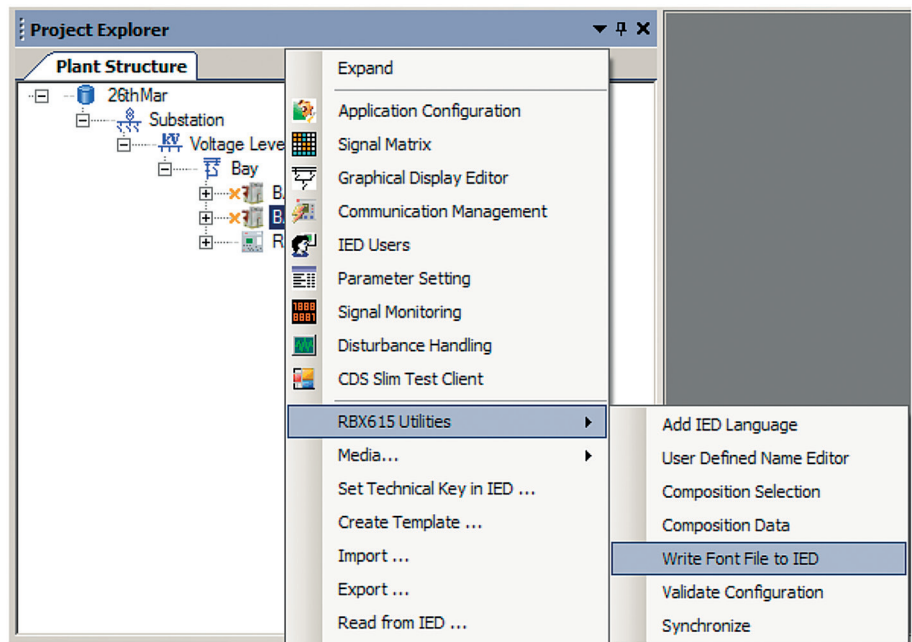 Project Explorer
Plant Structure
26thMar
Substation
Voltage Leve
Bay
B.
B.
R
Expand
Application Configuration
Signal Matrix
Graphical Display Editor
Communication Management
IED Users
Parameter Setting
Signal Monitoring
Disturbance Handling
CDS Slim Test Client
RBX615 Utilities
Media...
Set Technical Key in IED ...
Create Template ...
Import ...
Export ...
Read from IED ...
Add IED Language
User Defined Name Editor
Composition Selection
Composition Data
Write Font File to IED
Validate Configuration
Synchronize